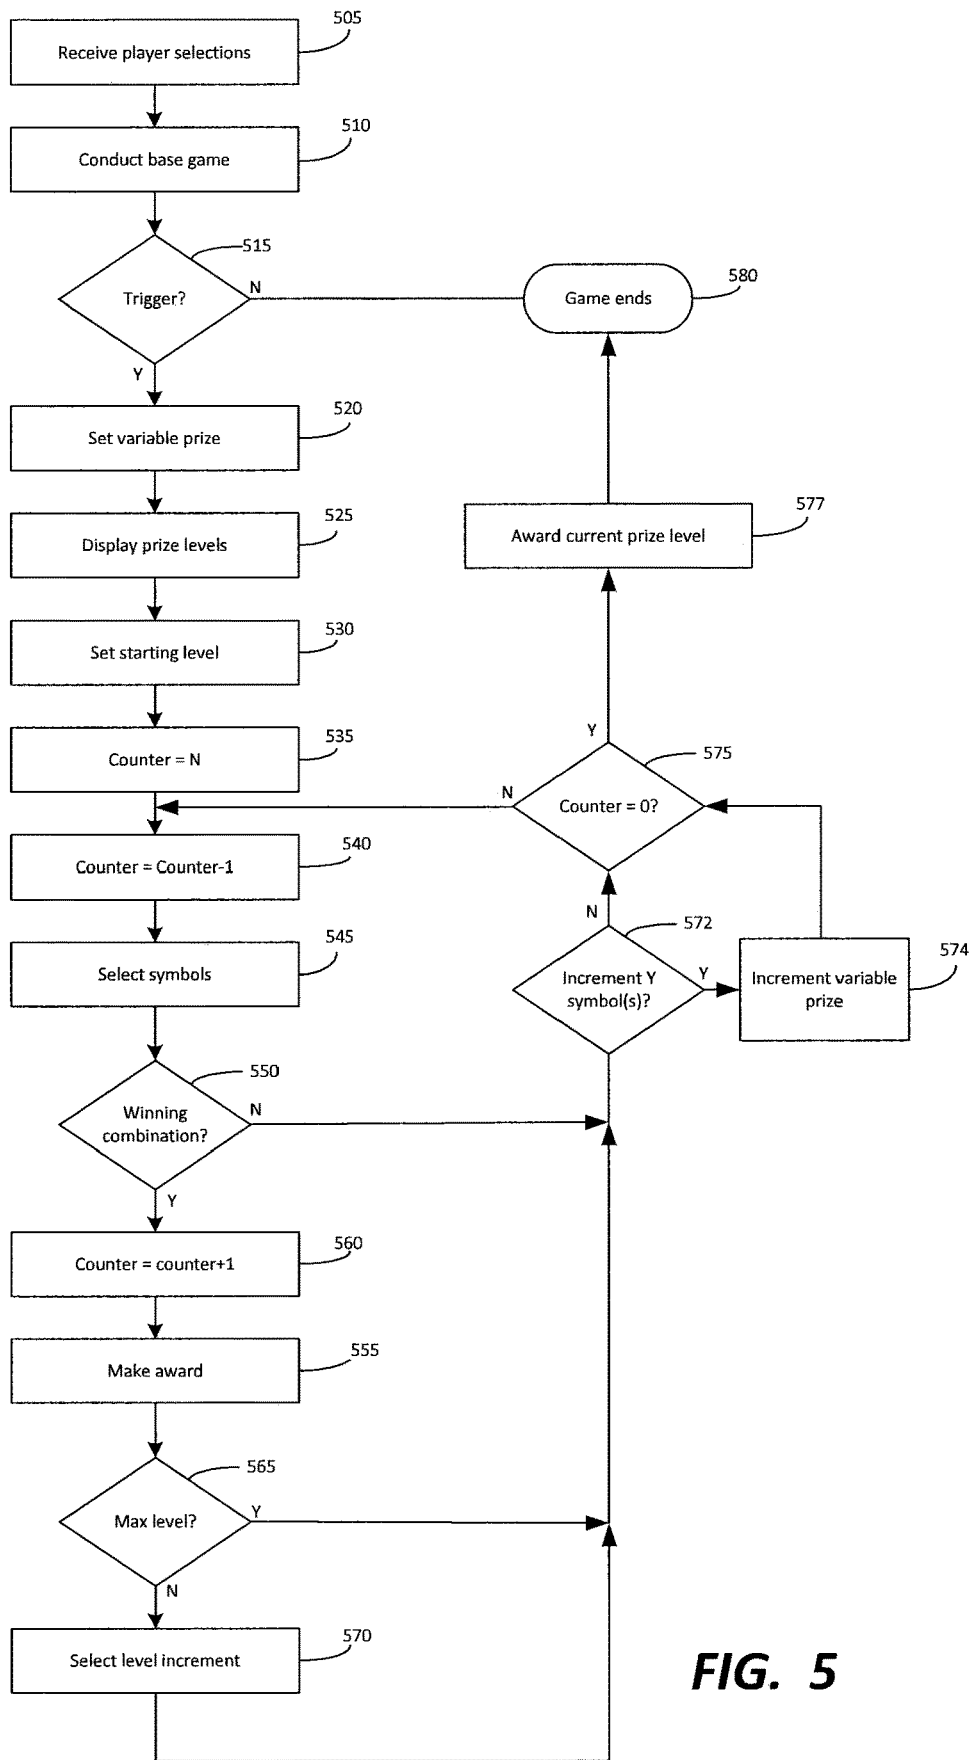 505
Receive player selections
510
Conduct base game
515
Trigger?
N
Y
580
Game ends
520
Set variable prize
525
Display prize levels
577
Award current prize level
530
Set starting level
535
Counter = N
Y
575
N
Counter = 0?
540
Counter = Counter-1
545
Select symbols
N
572
Increment Y
symbol(s)?
Y
574
Increment variable
prize
550
Winning
combination?
N
Y
560
Counter = counter+1
555
Make award
565
Max level?
Y
N
570
Select level increment
FIG. 5